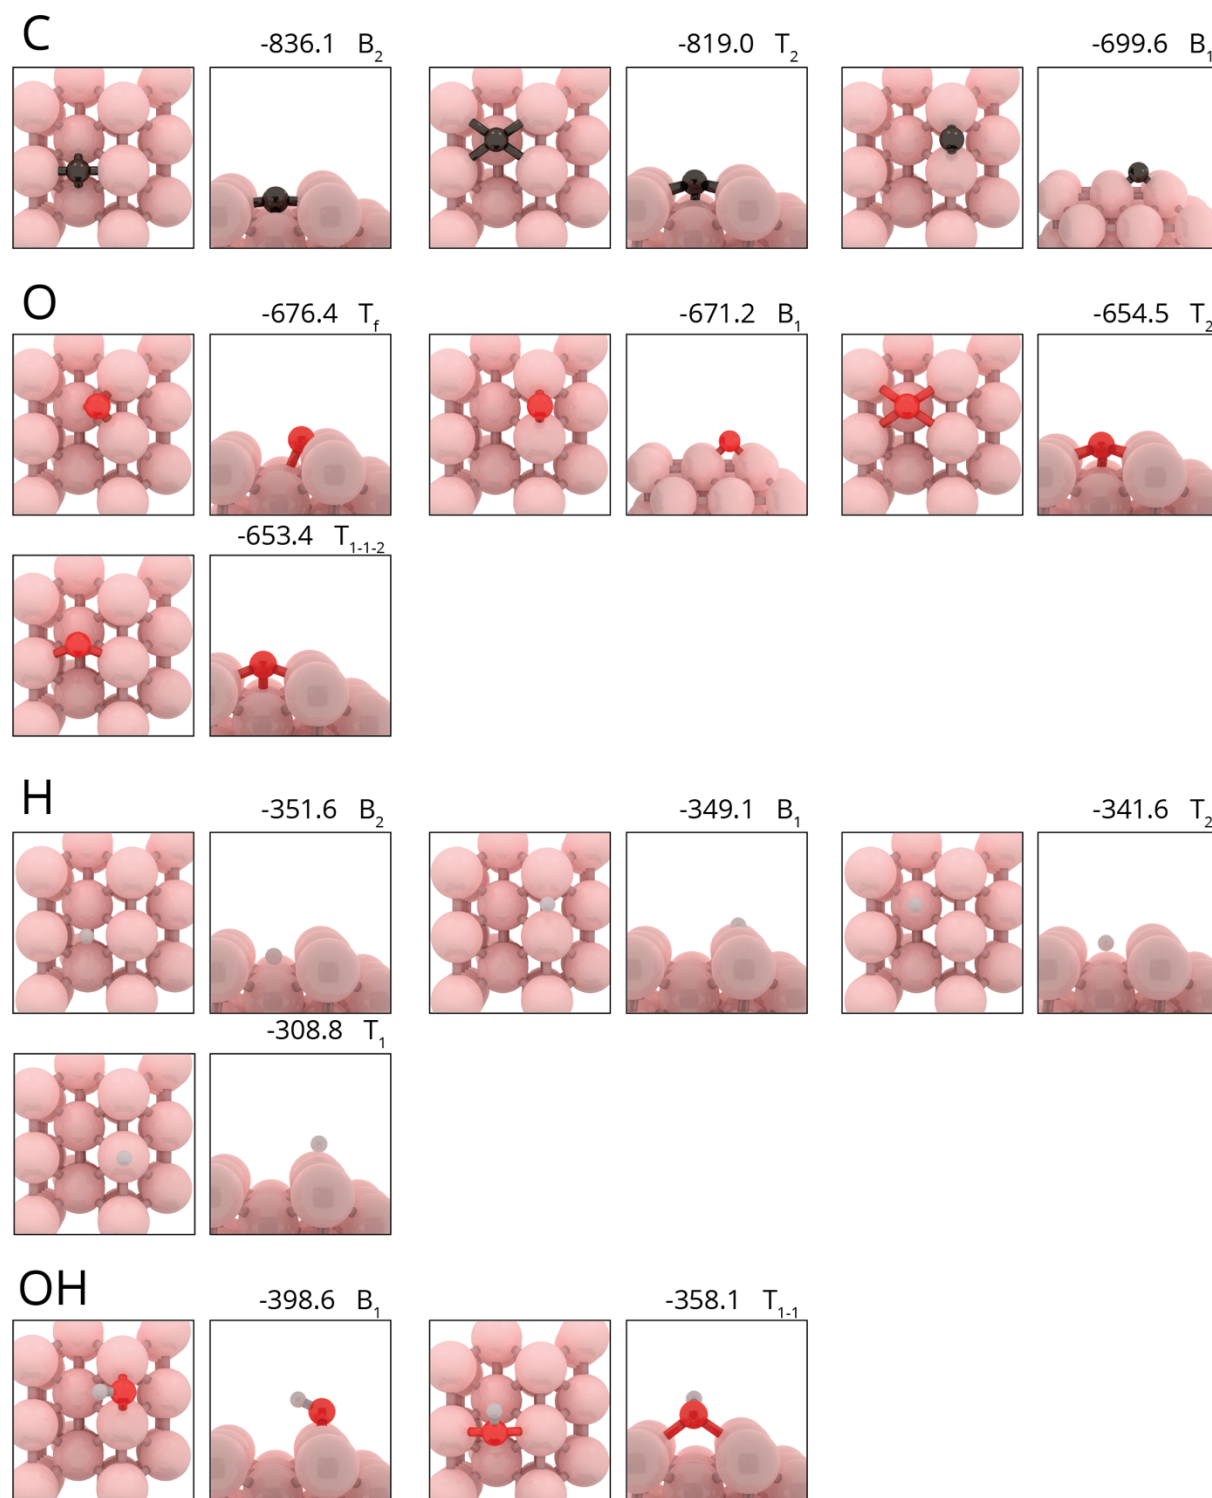 C
-836.1 B₂ -819.0 T₂ -699.6 B₁
O
-676.4 T_f -671.2 B₁ -654.5 T₂
-653.4 T₁₋₁₋₂
H
-351.6 B₂ -349.1 B₁ -341.6 T₂
-308.8 T₁
OH
-398.6 B₁ -358.1 T₁₋₁